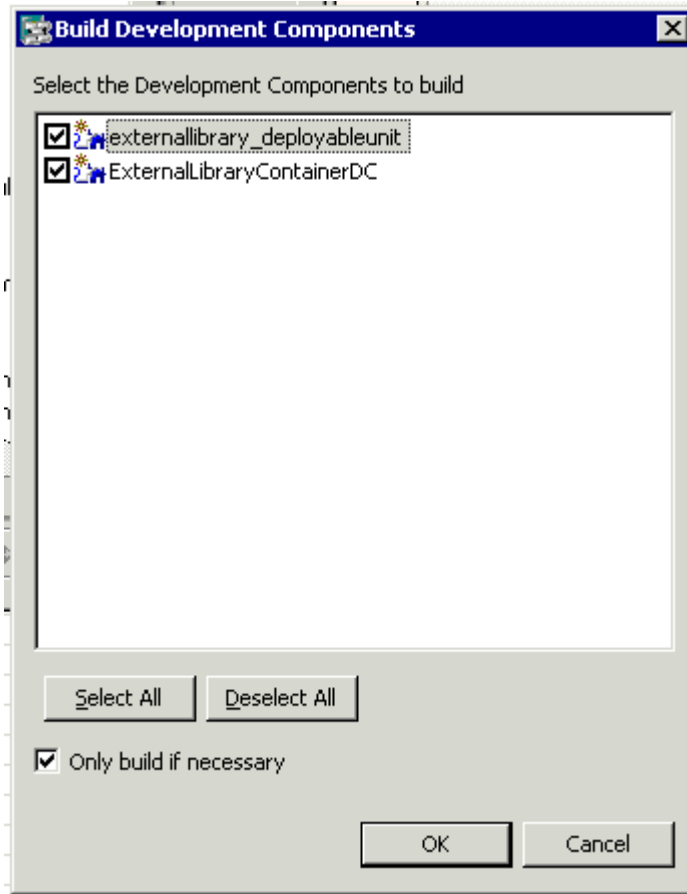 Build Development Components
Select the Development Components to build
externallibrary_deployableunit
ExternalLibraryContainerDC
Select All
Deselect All
Only build if necessary
OK
Cancel